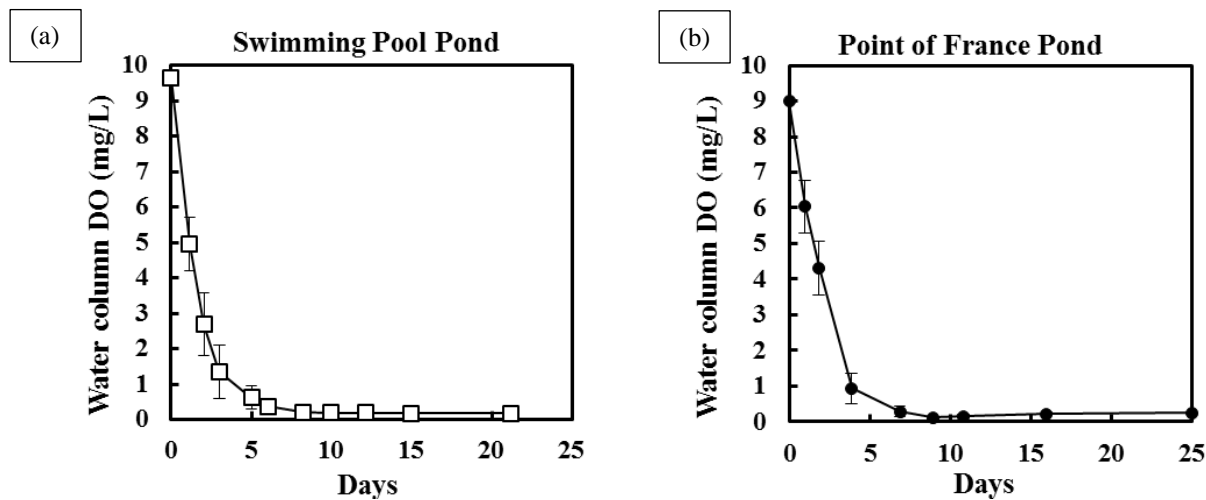 (a)
Swimming Pool Pond
Water column DO (mg/L)
10
9
8
7
6
5
4
3
2
1
0
0 5 10 15 20 25
Days
(b)
Point of France Pond
Water column DO (mg/L)
10
9
8
7
6
5
4
3
2
1
0
0 5 10 15 20 25
Days